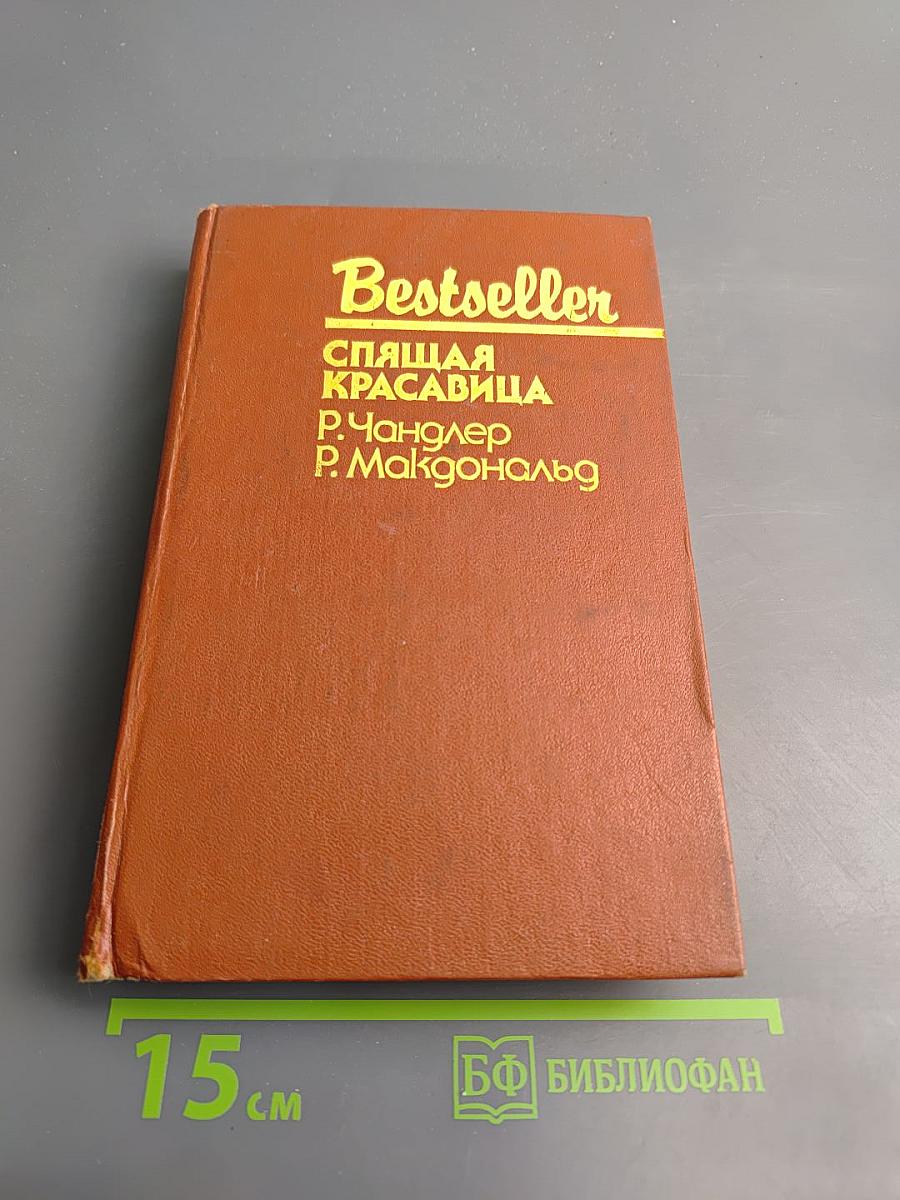 Bestseller
СПЯЩАЯ
КРАСАВИЦА
Р. Чандлер
Р. Макдональд
15 см
БФ БИБЛИОФАН